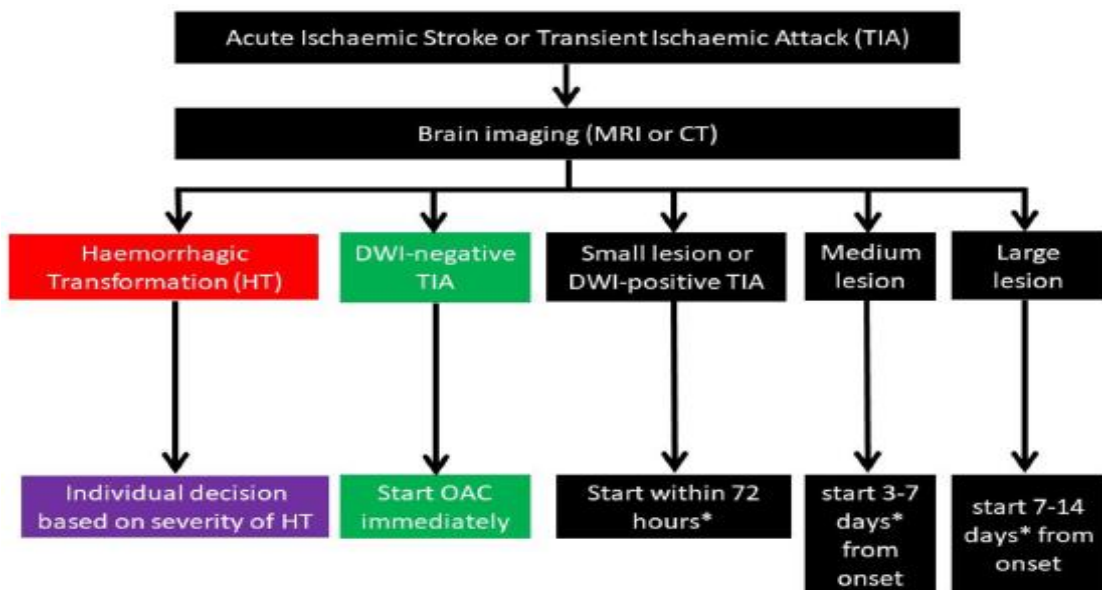 Acute Ischaemic Stroke or Transient Ischaemic Attack (TIA)
Brain imaging (MRI or CT)
Haemorrhagic
Transformation (HT)
DWI-negative
TIA
Small lesion or
DWI-positive TIA
Medium
lesion
Large
lesion
Individual decision
based on severity of HT
Start OAC
immediately
Start within 72
hours*
start 3-7
days*
from
onset
start 7-14
days* from
onset